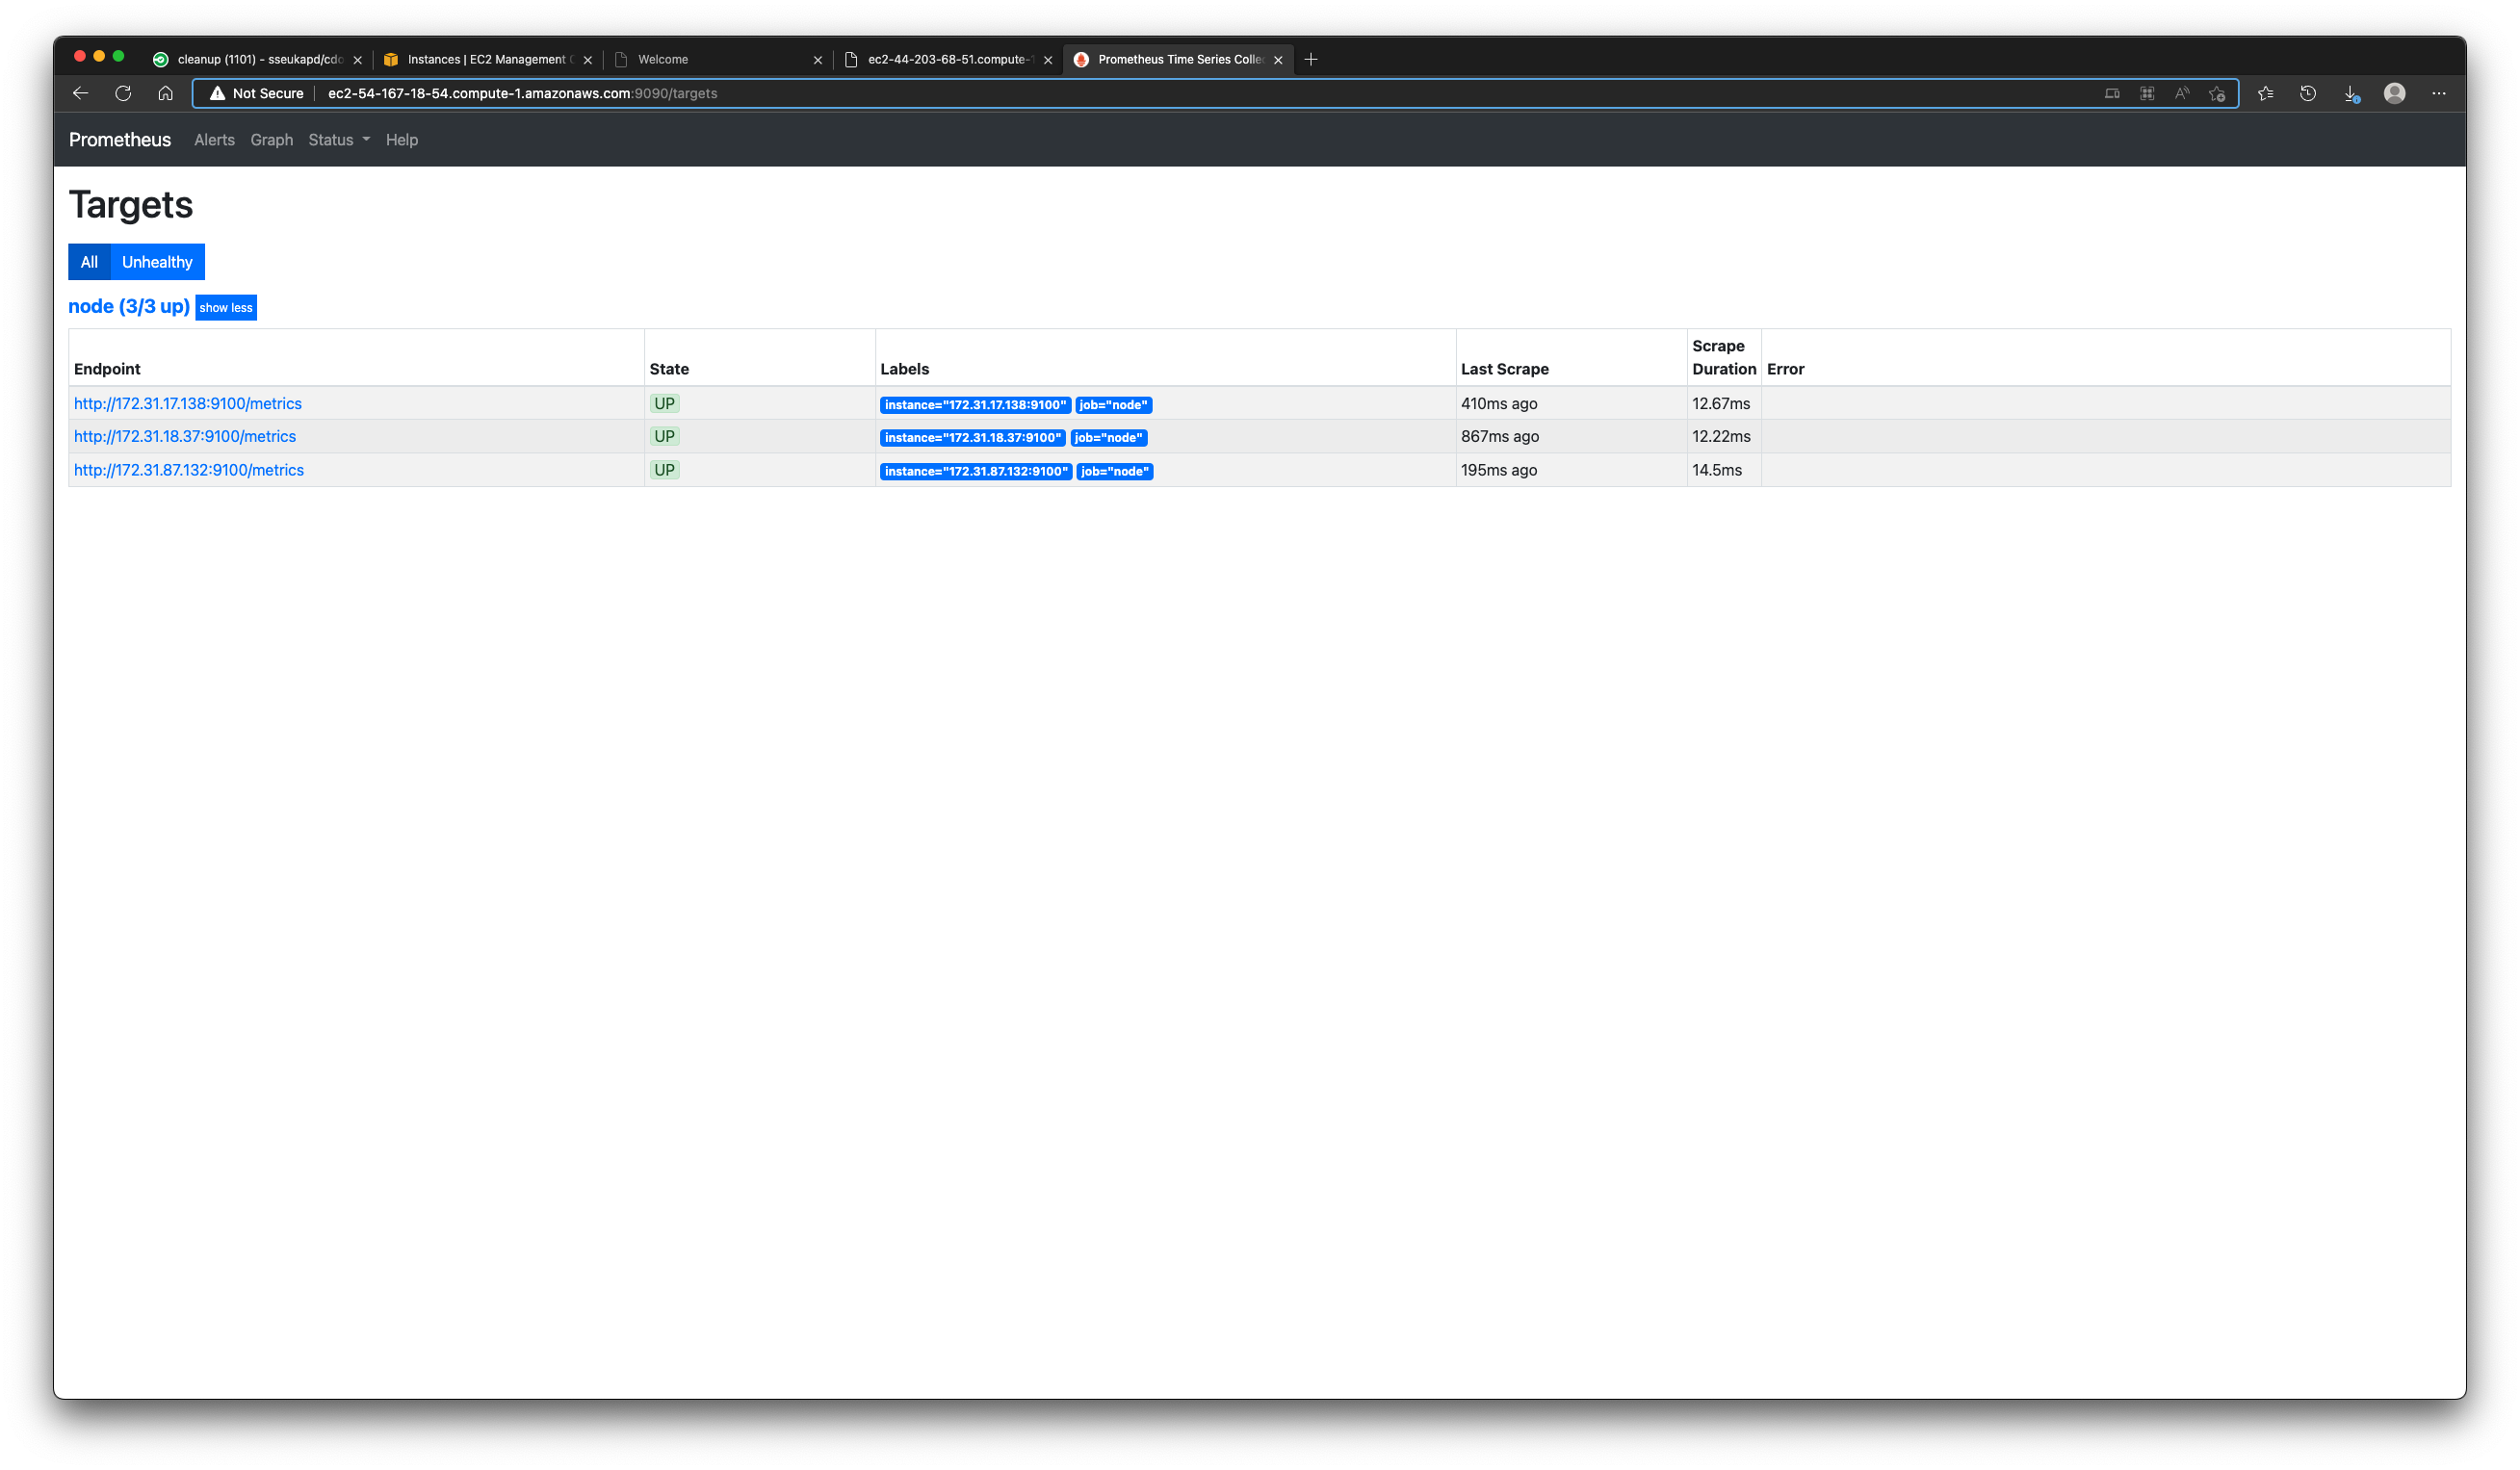 cleanup (1101) - sseukapd/cdo
Instances | EC2 Management C
Welcome
ec2-44-203-68-51.compute-1
Prometheus Time Series Collec
Not Secure
ec2-54-167-18-54.compute-1.amazonaws.com:9090/targets
Prometheus Alerts Graph Status Help
Targets
All Unhealthy
node (3/3 up) show less
Endpoint State Labels Last Scrape Scrape Duration Error
http://172.31.17.138:9100/metrics UP instance="172.31.17.138:9100" job="node" 410ms ago 12.67ms
http://172.31.18.37:9100/metrics UP instance="172.31.18.37:9100" job="node" 867ms ago 12.22ms
http://172.31.87.132:9100/metrics UP instance="172.31.87.132:9100" job="node" 195ms ago 14.5ms